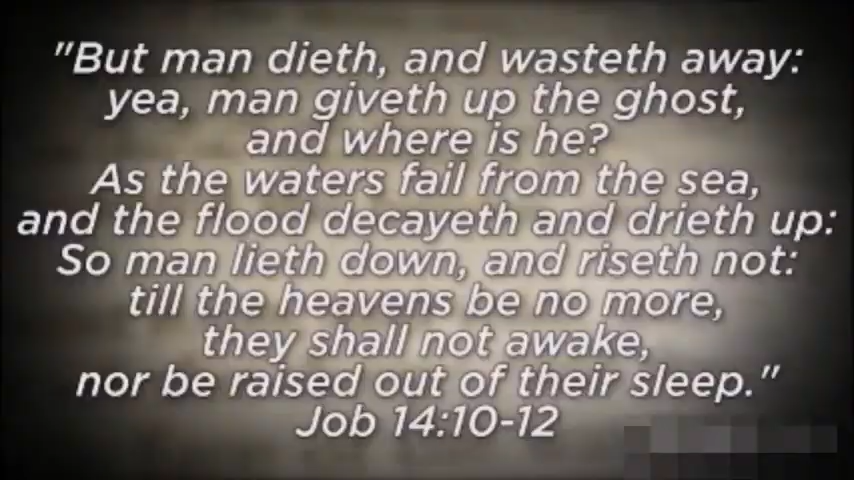 "But man dieth, and wasteth away:
yea, man giveth up the ghost,
and where is he?
As the waters fail from the sea,
and the flood decayeth and drieth up:
So man lieth down, and riseth not:
till the heavens be no more,
they shall not awake,
nor be raised out of their sleep."
Job 14:10-12